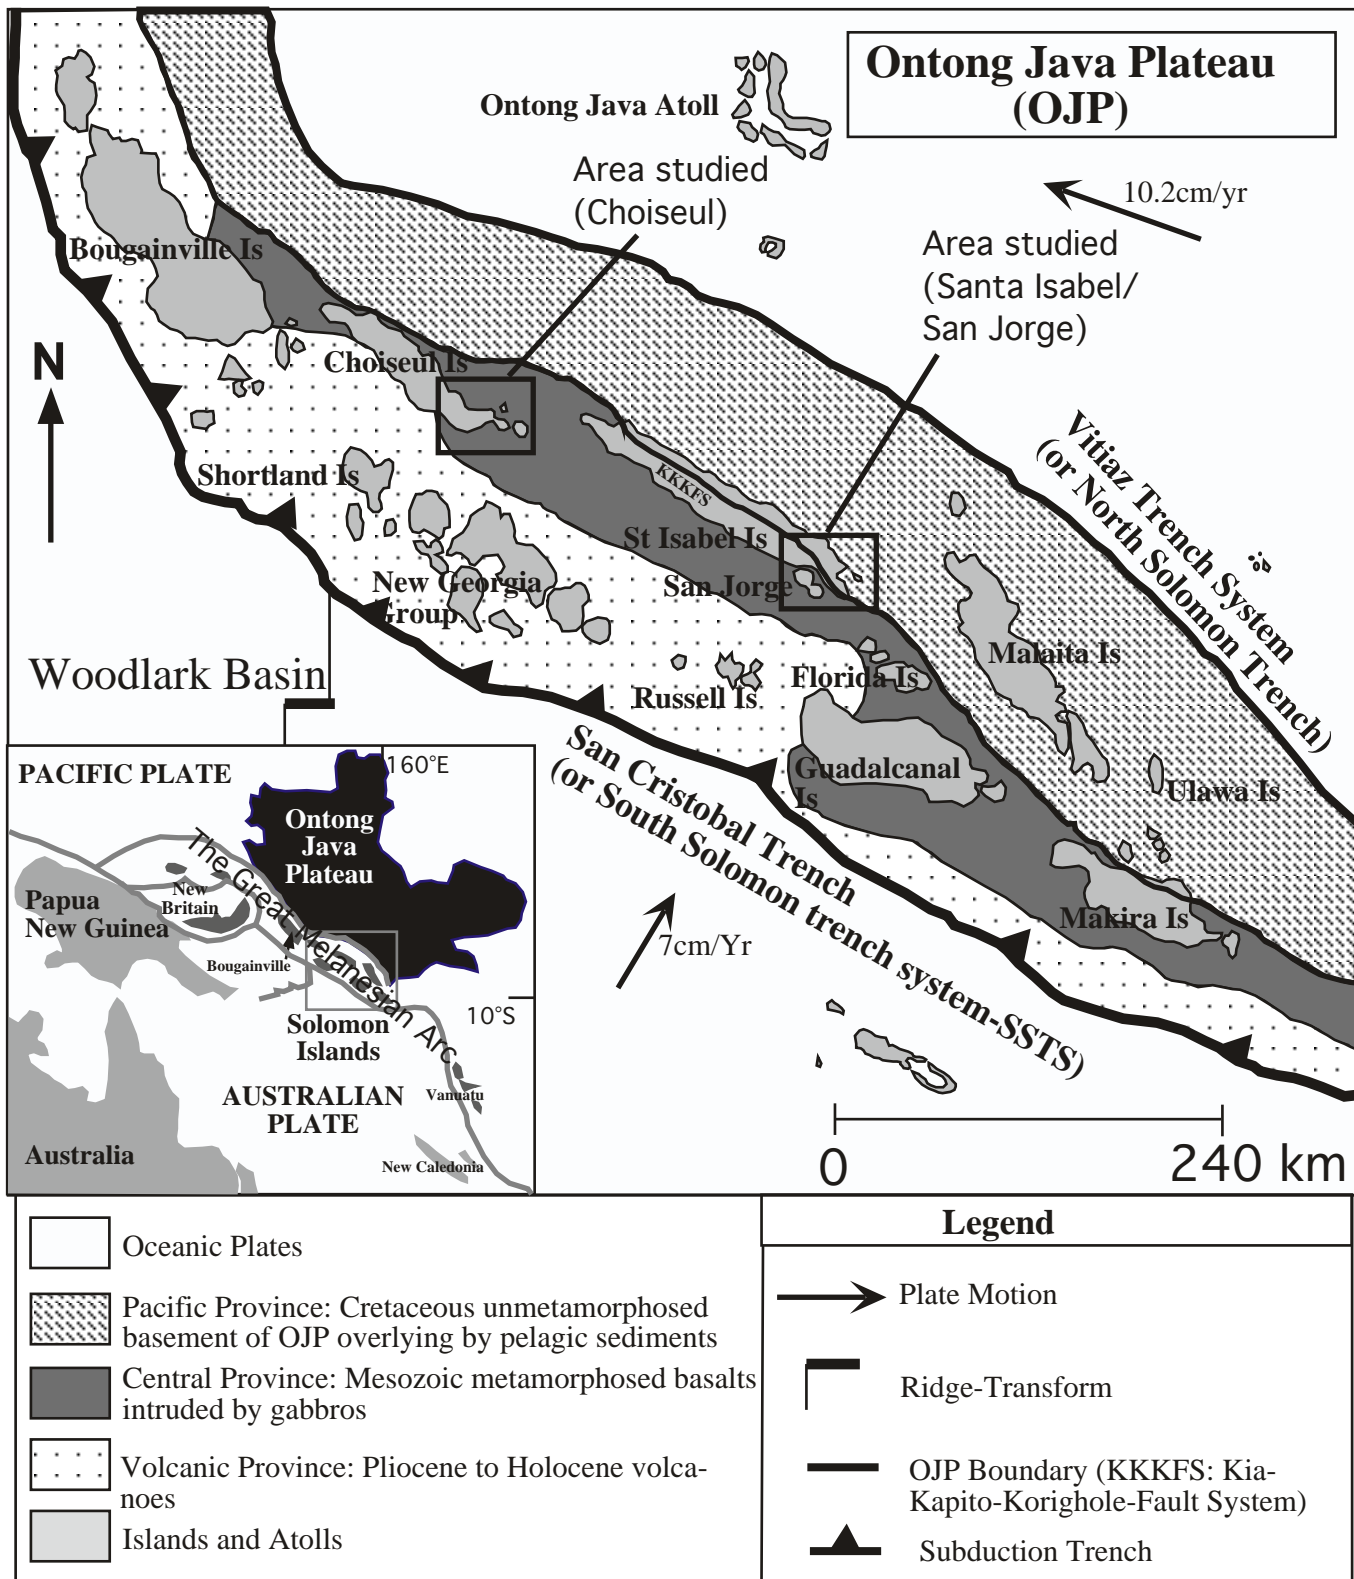 Ontong Java Plateau
(OJP)
Ontong Java Atoll
Area studied
(Choiseul)
10.2cm/yr
Area studied
(Santa Isabel/
San Jorge)
Bougainville Is
N
Choiseul Is
Vitiaz Trench System
(or North Solomon Trench)
Shortland Is
KKKFS
St Isabel Is
San Jorge
New Georgia
Group
Malaita Is
Woodlark Basin
Russell Is
Florida Is
Guadalcanal
Is
Ulawa Is
San Cristobal Trench
(or South Solomon trench system-SSTS)
Makira Is
7cm/Yr
PACIFIC PLATE
160°E
Ontong
Java
Plateau
The Great Melanesian Arc
New
Britain
Papua
New Guinea
Bougainville
10°S
Solomon
Islands
AUSTRALIAN
PLATE
Vanuatu
Australia
New Caledonia
0
240 km
Oceanic Plates
Pacific Province: Cretaceous unmetamorphosed
basement of OJP overlying by pelagic sediments
Central Province: Mesozoic metamorphosed basalts
intruded by gabbros
Volcanic Province: Pliocene to Holocene volca-
noes
Islands and Atolls
Legend
Plate Motion
Ridge-Transform
OJP Boundary (KKKFS: Kia-
Kapito-Korighole-Fault System)
Subduction Trench